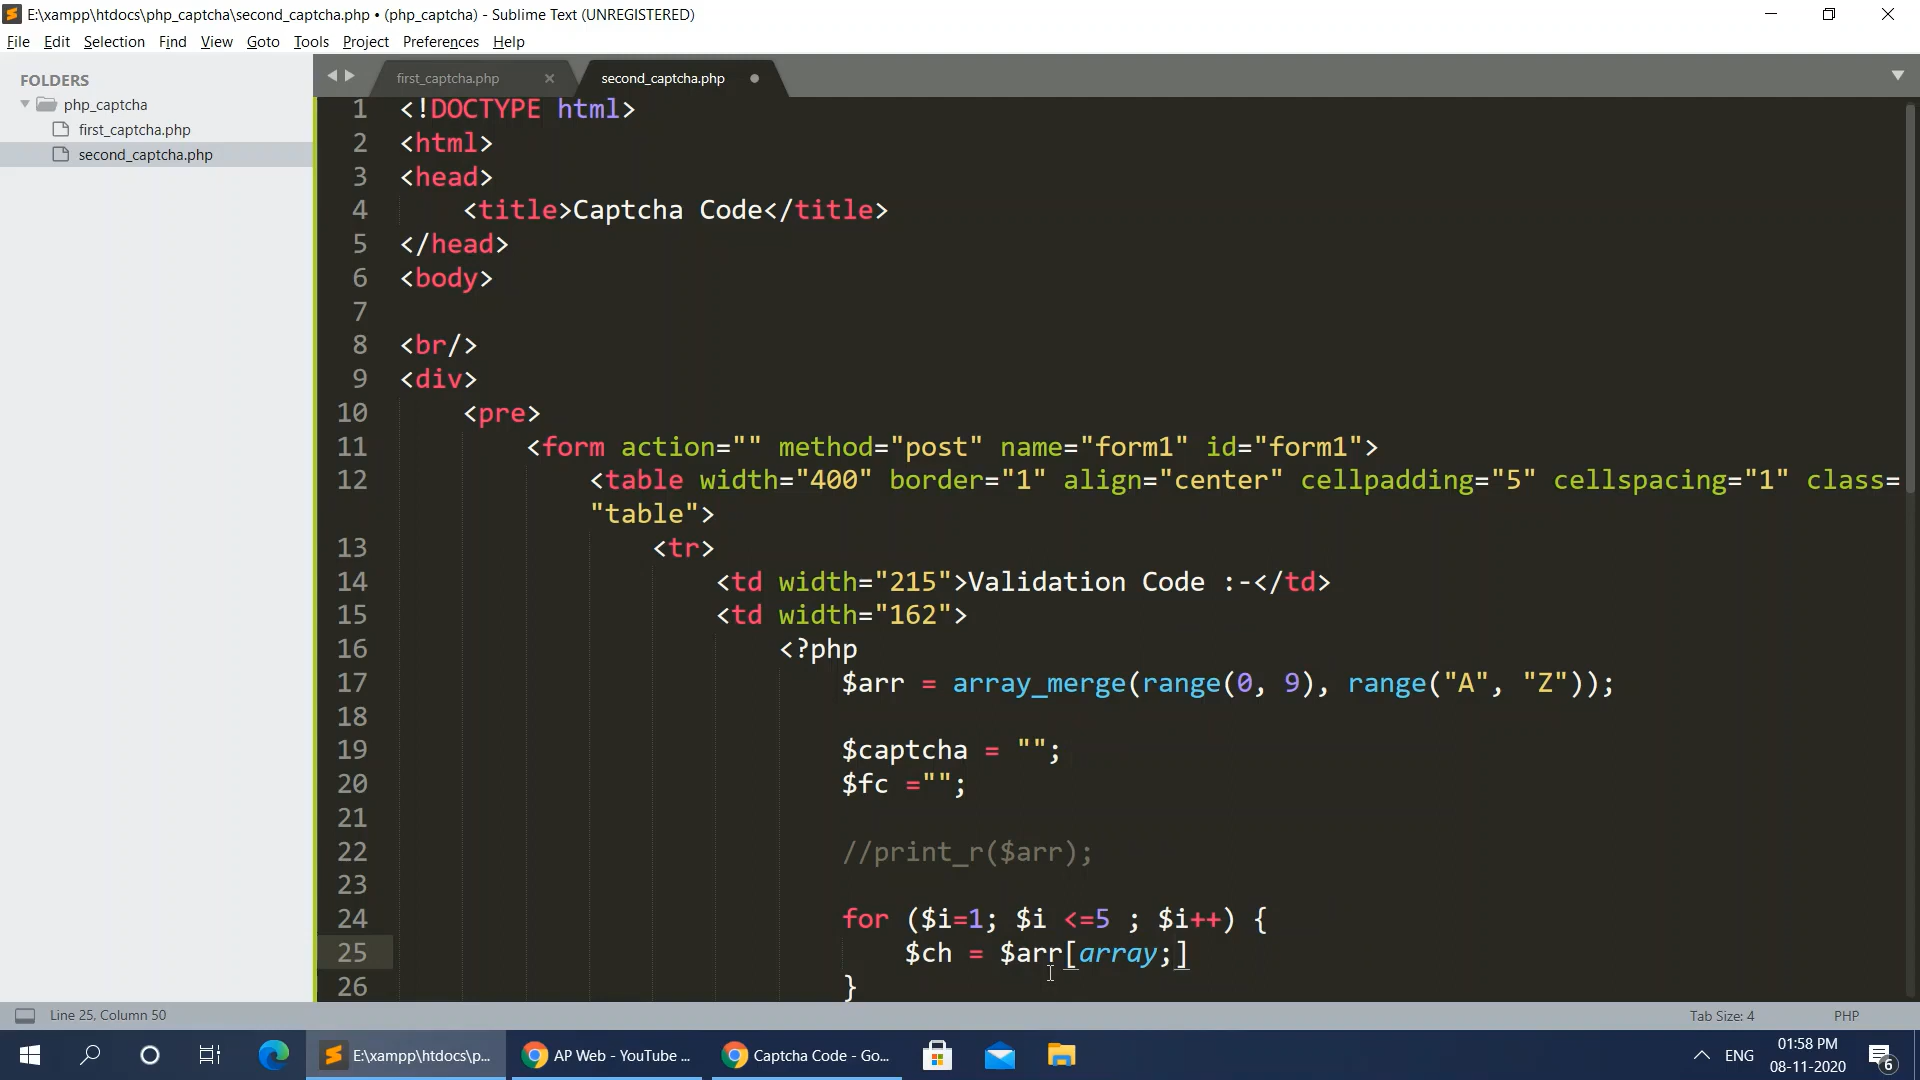 E:\xampp\htdocs\php_captcha\second_captcha.php • (php_captcha) - Sublime Text (UNREGISTERED)
File Edit Selection Find View Goto Tools Project Preferences Help
FOLDERS
php_captcha
first_captcha.php
second_captcha.php
first_captcha.php second_captcha.php
1 <!DOCTYPE html>
2 <html>
3 <head>
4 <title>Captcha Code</title>
5 </head>
6 <body>
7
8 <br/>
9 <div>
10 <pre>
11 <form action="" method="post" name="form1" id="form1">
12 <table width="400" border="1" align="center" cellpadding="5" cellspacing="1" class=
"table">
13 <tr>
14 <td width="215">Validation Code :-</td>
15 <td width="162">
16 <?php
17 $arr = array_merge(range(0, 9), range("A", "Z"));
18
19 $captcha = "";
20 $fc ="";
21
22 //print_r($arr);
23
24 for ($i=1; $i <=5 ; $i++) {
25 $ch = $arr[array;]
26 }
Line 25, Column 50 Tab Size: 4 PHP
E:\xampp\htdocs\p... AP Web - YouTube ... Captcha Code - Go... ENG 01:58 PM
08-11-2020 6